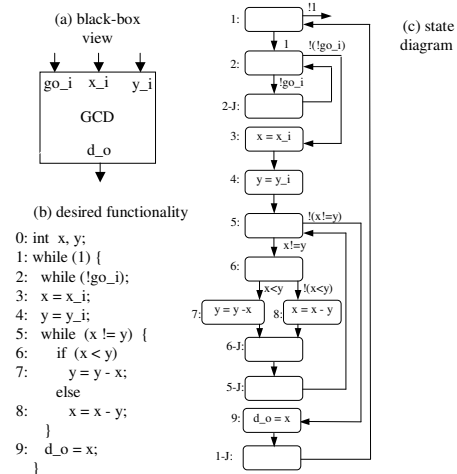 (a) black-box
view
go_i x_i y_i
GCD
d_o
(b) desired functionality
0: int x, y;
1: while (1) {
2: while (!go_i);
3: x = x_i;
4: y = y_i;
5: while (x != y) {
6: if (x < y)
7: y = y - x;
else
8: x = x - y;
}
9: d_o = x;
}
(c) state
diagram
1:
!1
1
2:
!(!go_i)
!go_i
2-J:
3: x = x_i
4: y = y_i
5:
!(x!=y)
x!=y
6:
x<y !(x<y)
7: y = y -x 8: x = x - y
6-J:
5-J:
9: d_o = x
1-J: